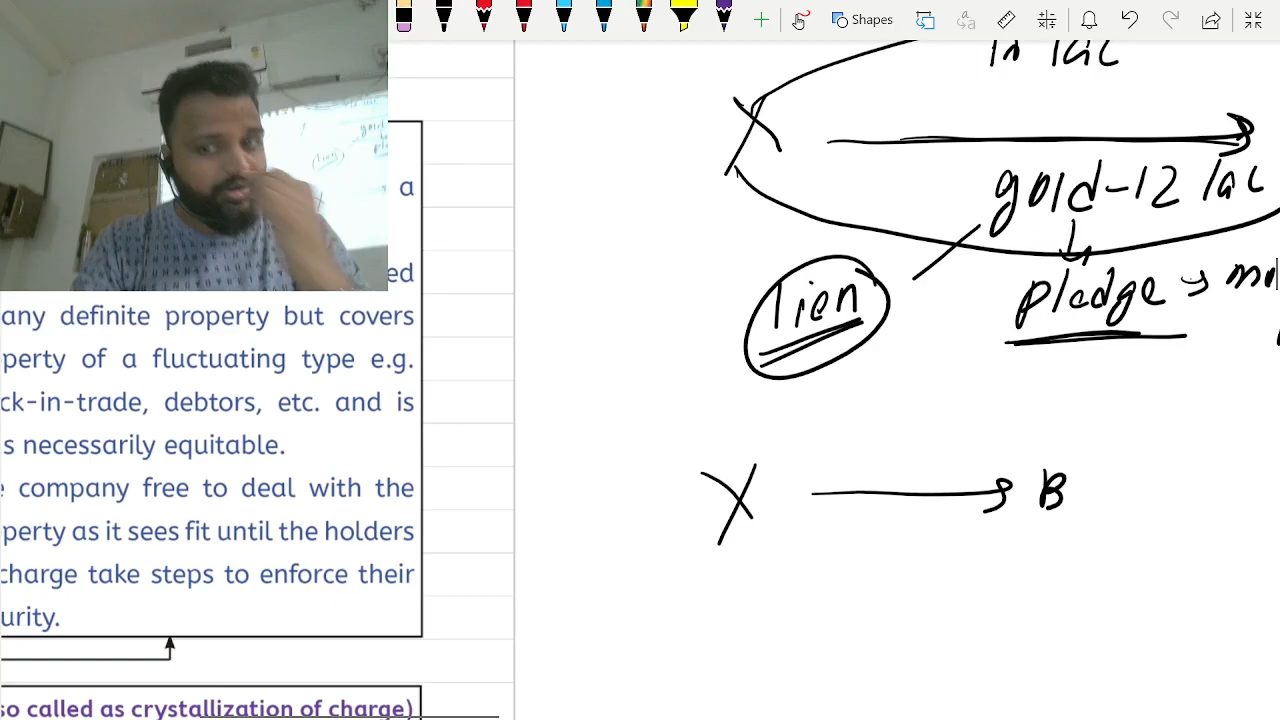 Shapes
a
ed
any definite property but covers
perty of a fluctuating type e.g.
ck-in-trade, debtors, etc. and is
s necessarily equitable.
e company free to deal with the
perty as it sees fit until the holders
charge take steps to enforce their
urity.
so called as crystallization of charge)
lac
gold-12 lac
lien
pledge →
X → B